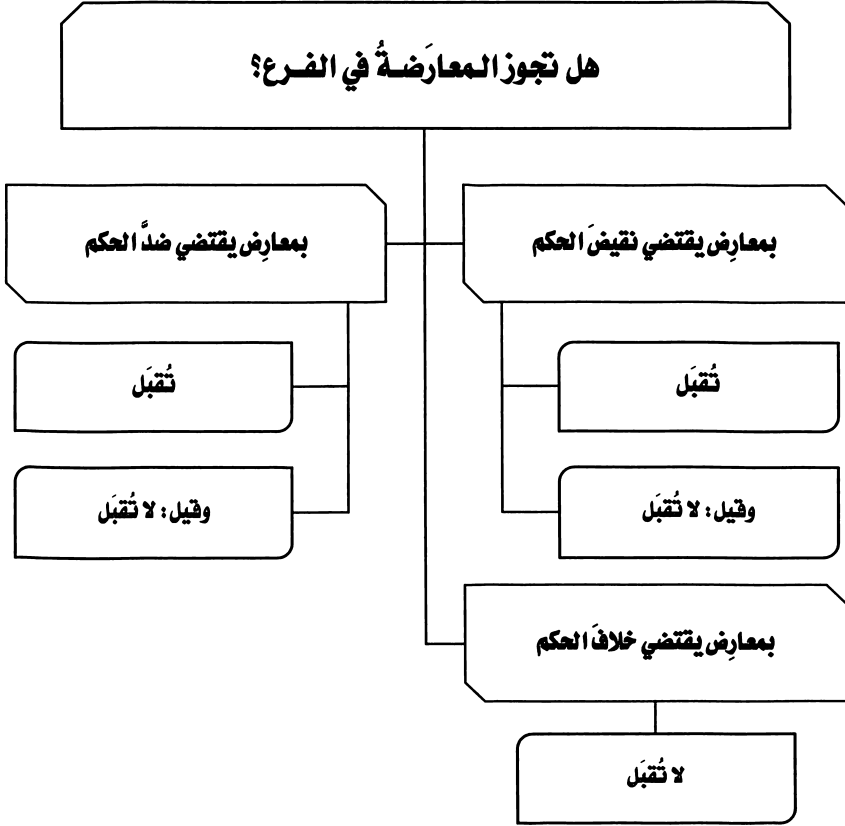 هل تجوز المعارَضةُ في الفرع؟
بمعارِض يقتضي نقيضَ الحكم
بمعارِض يقتضي ضدَّ الحكم
تُقبَل
تُقبَل
وقيل: لا تُقبَل
وقيل: لا تُقبَل
بمعارِض يقتضي خلافَ الحكم
لا تُقبَل